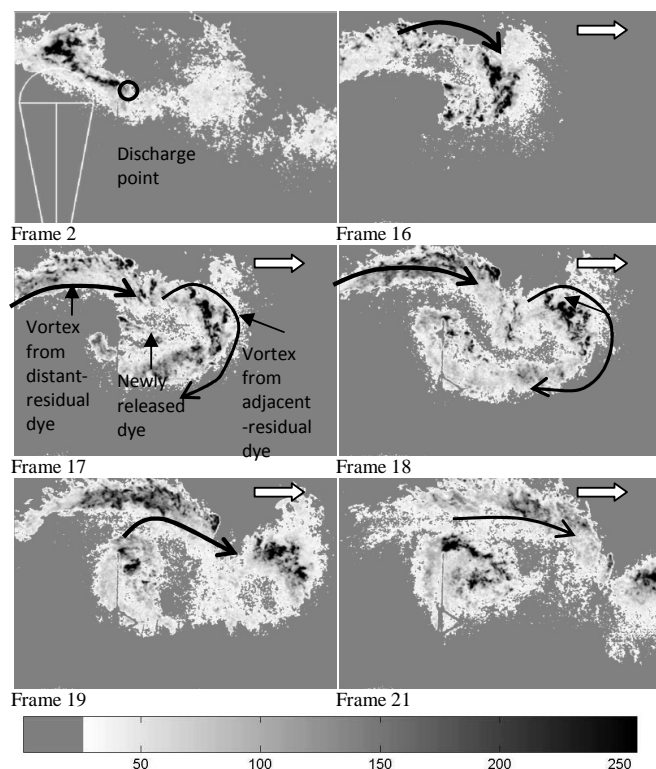 Discharge
point
Frame 2
Frame 16
Vortex
from
distant-
residual
dye
Newly
released
dye
Vortex
from
adjacent
-residual
dye
Frame 17
Frame 18
Frame 19
Frame 21
50
100
150
200
250